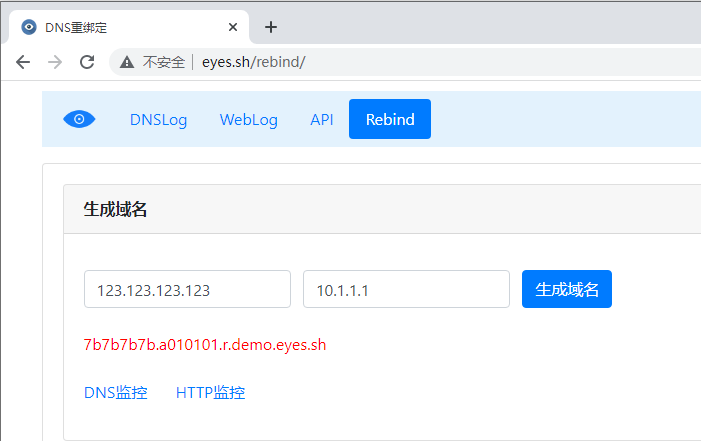 DNS重绑定
不安全 | eyes.sh/rebind/
DNSLog WebLog API Rebind
生成域名
123.123.123.123 10.1.1.1 生成域名
7b7b7b7b.a010101.r.demo.eyes.sh
DNS监控 HTTP监控